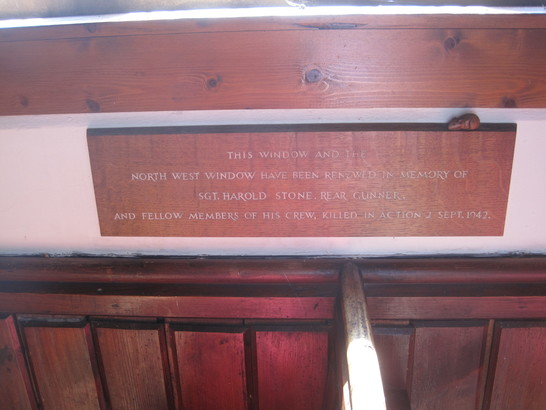 THIS WINDOW AND THE
NORTH WEST WINDOW HAVE BEEN RENEWED IN MEMORY OF
SGT. HAROLD STONE REAR GUNNER,
AND FELLOW MEMBERS OF HIS CREW, KILLED IN ACTION 2 SEPT. 1942.